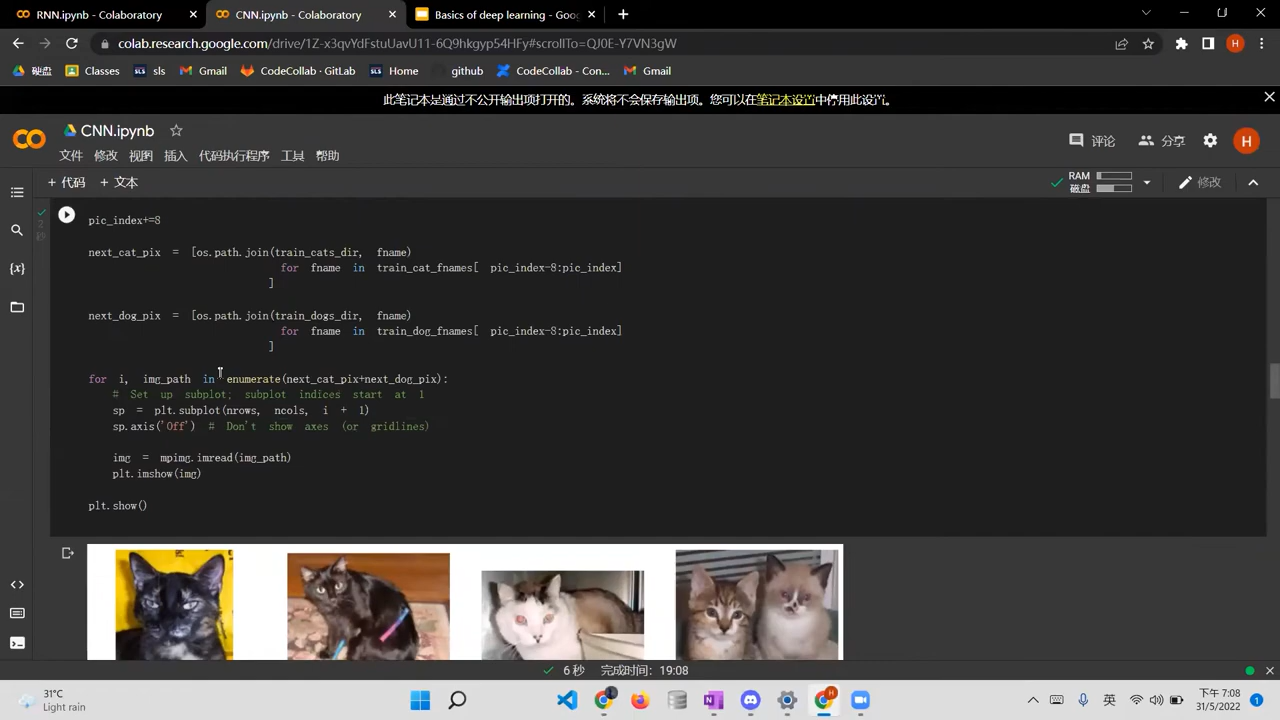 RNN.ipynb - Colaboratory
CNN.ipynb - Colaboratory
Basics of deep learning - Goo
colab.research.google.com/drive/1Z-x3qvYdFstuUavU11-6Q9hkgyp54HFy#scrollTo=QJ0E-Y7VN3gW
H
硬盘 Classes sls Gmail CodeCollab · GitLab Home github CodeCollab - Con... Gmail
此笔记本是通过不公开输出项打开的。系统将不会保存输出项。您可以在笔记本设置中停用此设置。
CNN.ipynb
评论 分享 H
文件 修改 视图 插入 代码执行程序 工具 帮助
+ 代码 + 文本
RAM
磁盘
修改
2
秒
pic_index+=8
next_cat_pix = [os.path.join(train_cats_dir, fname)
for fname in train_cat_fnames[ pic_index-8:pic_index]
]
next_dog_pix = [os.path.join(train_dogs_dir, fname)
for fname in train_dog_fnames[ pic_index-8:pic_index]
]
for i, img_path in enumerate(next_cat_pix+next_dog_pix):
# Set up subplot; subplot indices start at 1
sp = plt.subplot(nrows, ncols, i + 1)
sp.axis('Off') # Don't show axes (or gridlines)
img = mpimg.imread(img_path)
plt.imshow(img)
plt.show()
6 秒 完成时间：19:08
31°C
Light rain
英
下午 7:08
31/5/2022
1